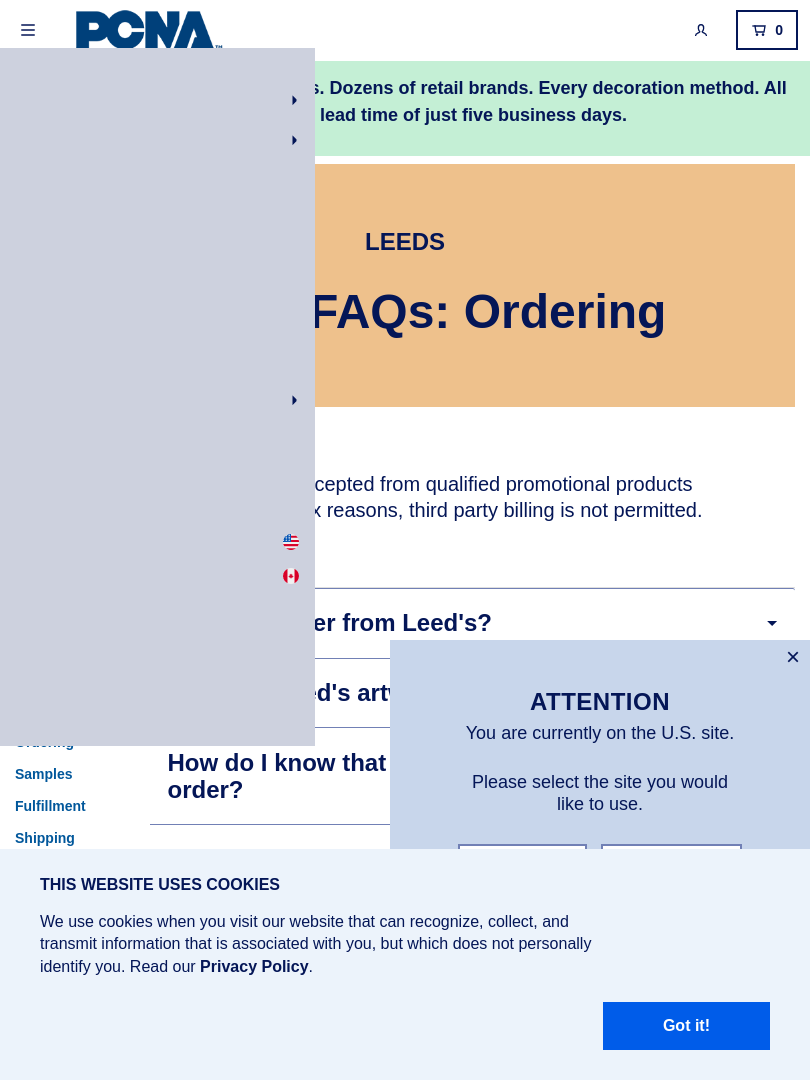 PCNA™
0
s. Dozens of retail brands. Every decoration method. All
lead time of just five business days.
LEEDS
FAQs: Ordering
cepted from qualified promotional products
x reasons, third party billing is not permitted.
er from Leed's?
ed's artw
How do I know that
order?
Ordering
Samples
Fulfillment
Shipping
×
ATTENTION
You are currently on the U.S. site.
Please select the site you would
like to use.
THIS WEBSITE USES COOKIES
We use cookies when you visit our website that can recognize, collect, and
transmit information that is associated with you, but which does not personally
identify you. Read our Privacy Policy.
Got it!